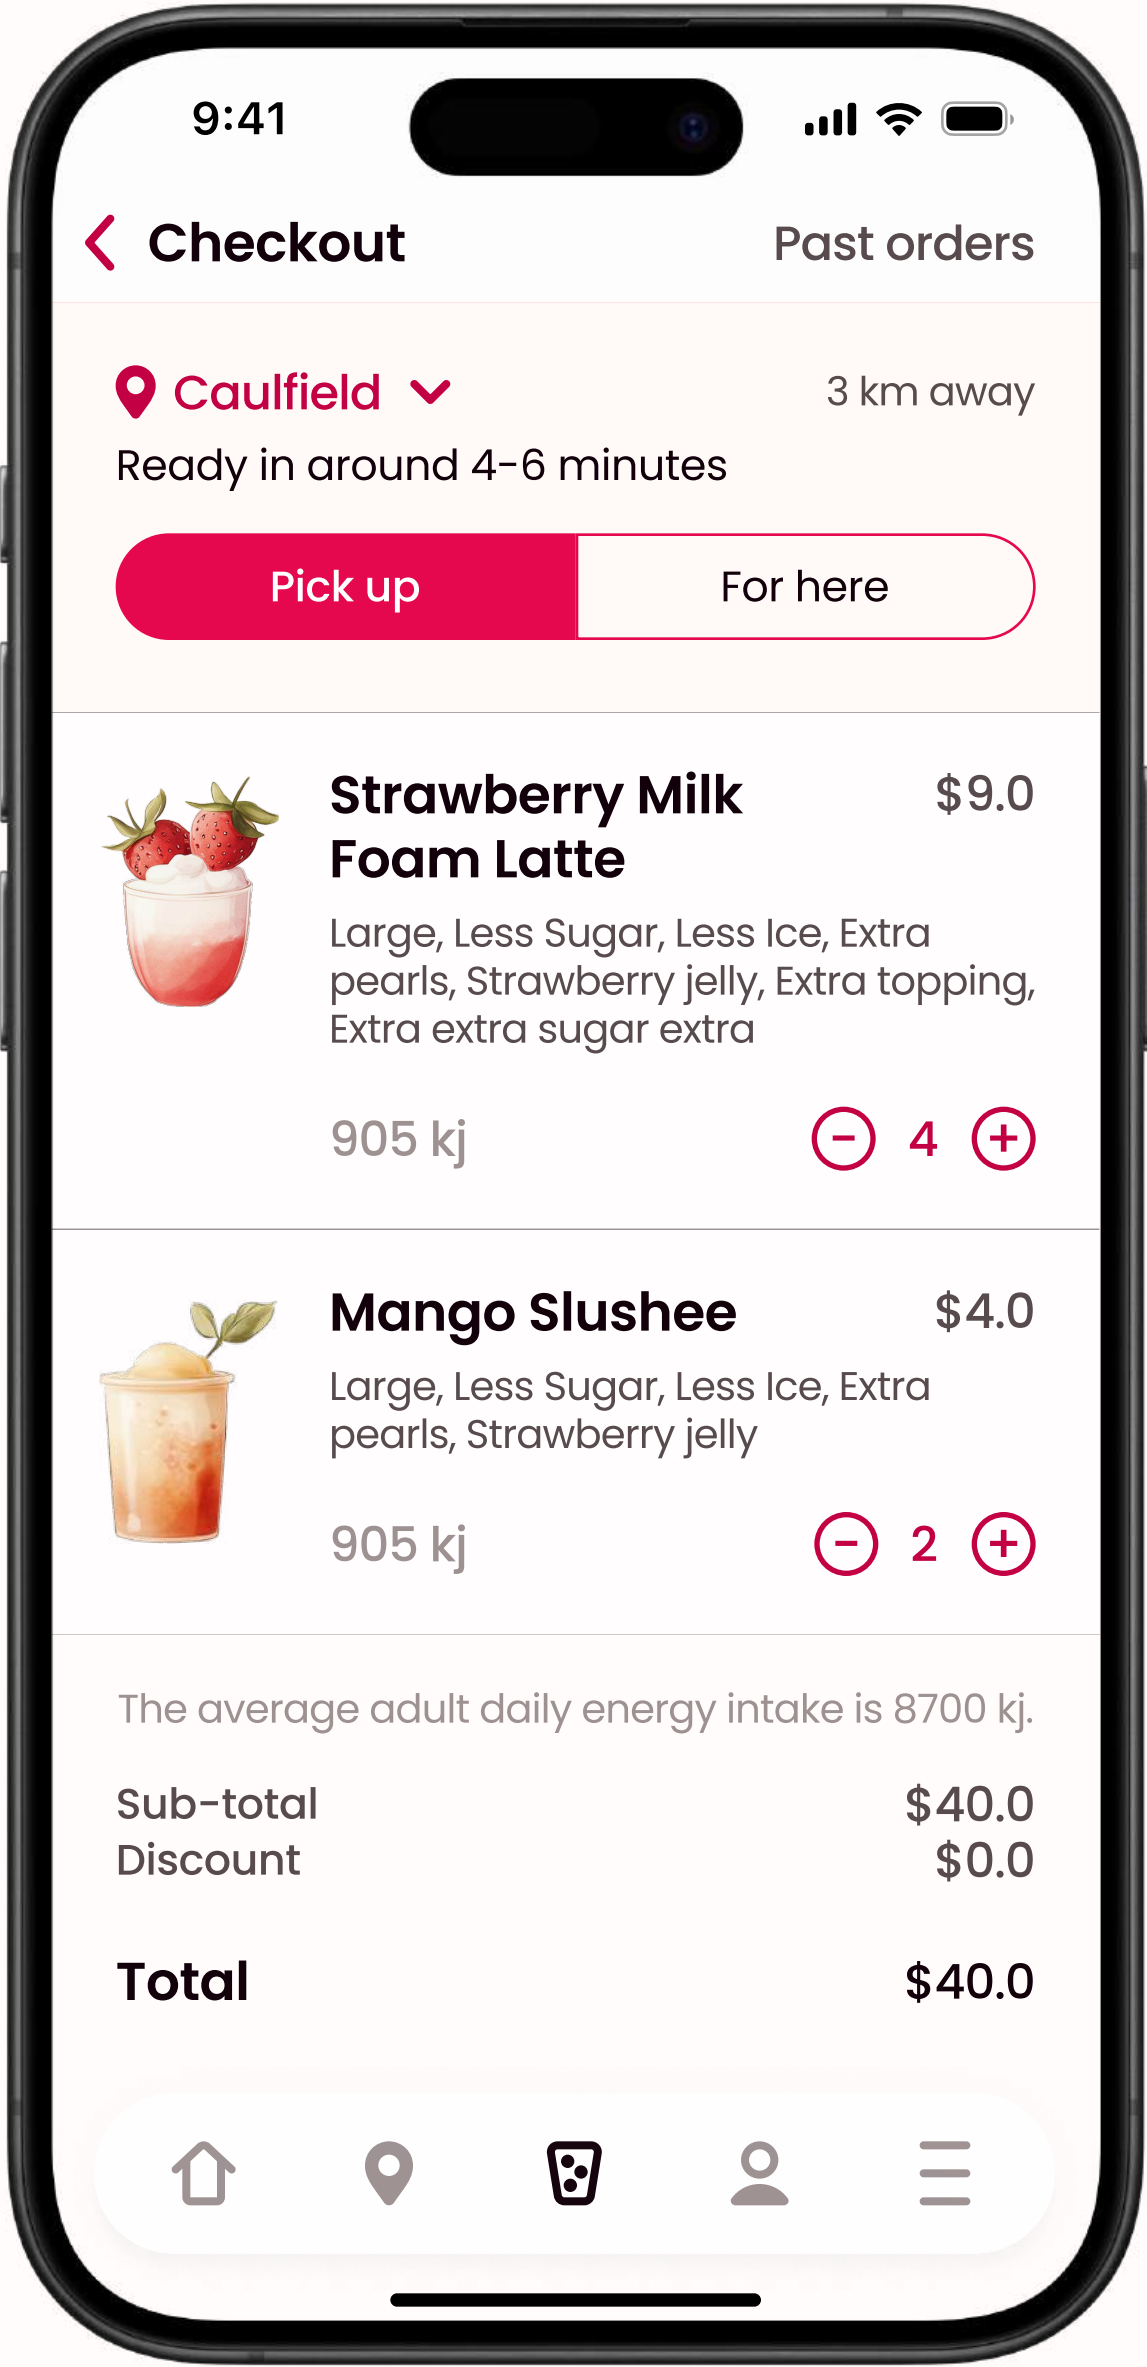 9:41
Checkout
Past orders
Caulfield
3 km away
Ready in around 4-6 minutes
Pick up
For here
Strawberry Milk
$9.0
Foam Latte
Large, Less Sugar, Less Ice, Extra
pearls, Strawberry jelly, Extra topping,
Extra extra sugar extra
905 kj
4
Mango Slushee
$4.0
Large, Less Sugar, Less Ice, Extra
pearls, Strawberry jelly
905 kj
2
The average adult daily energy intake is 8700 kj.
Sub-total
$40.0
Discount
$0.0
Total
$40.0